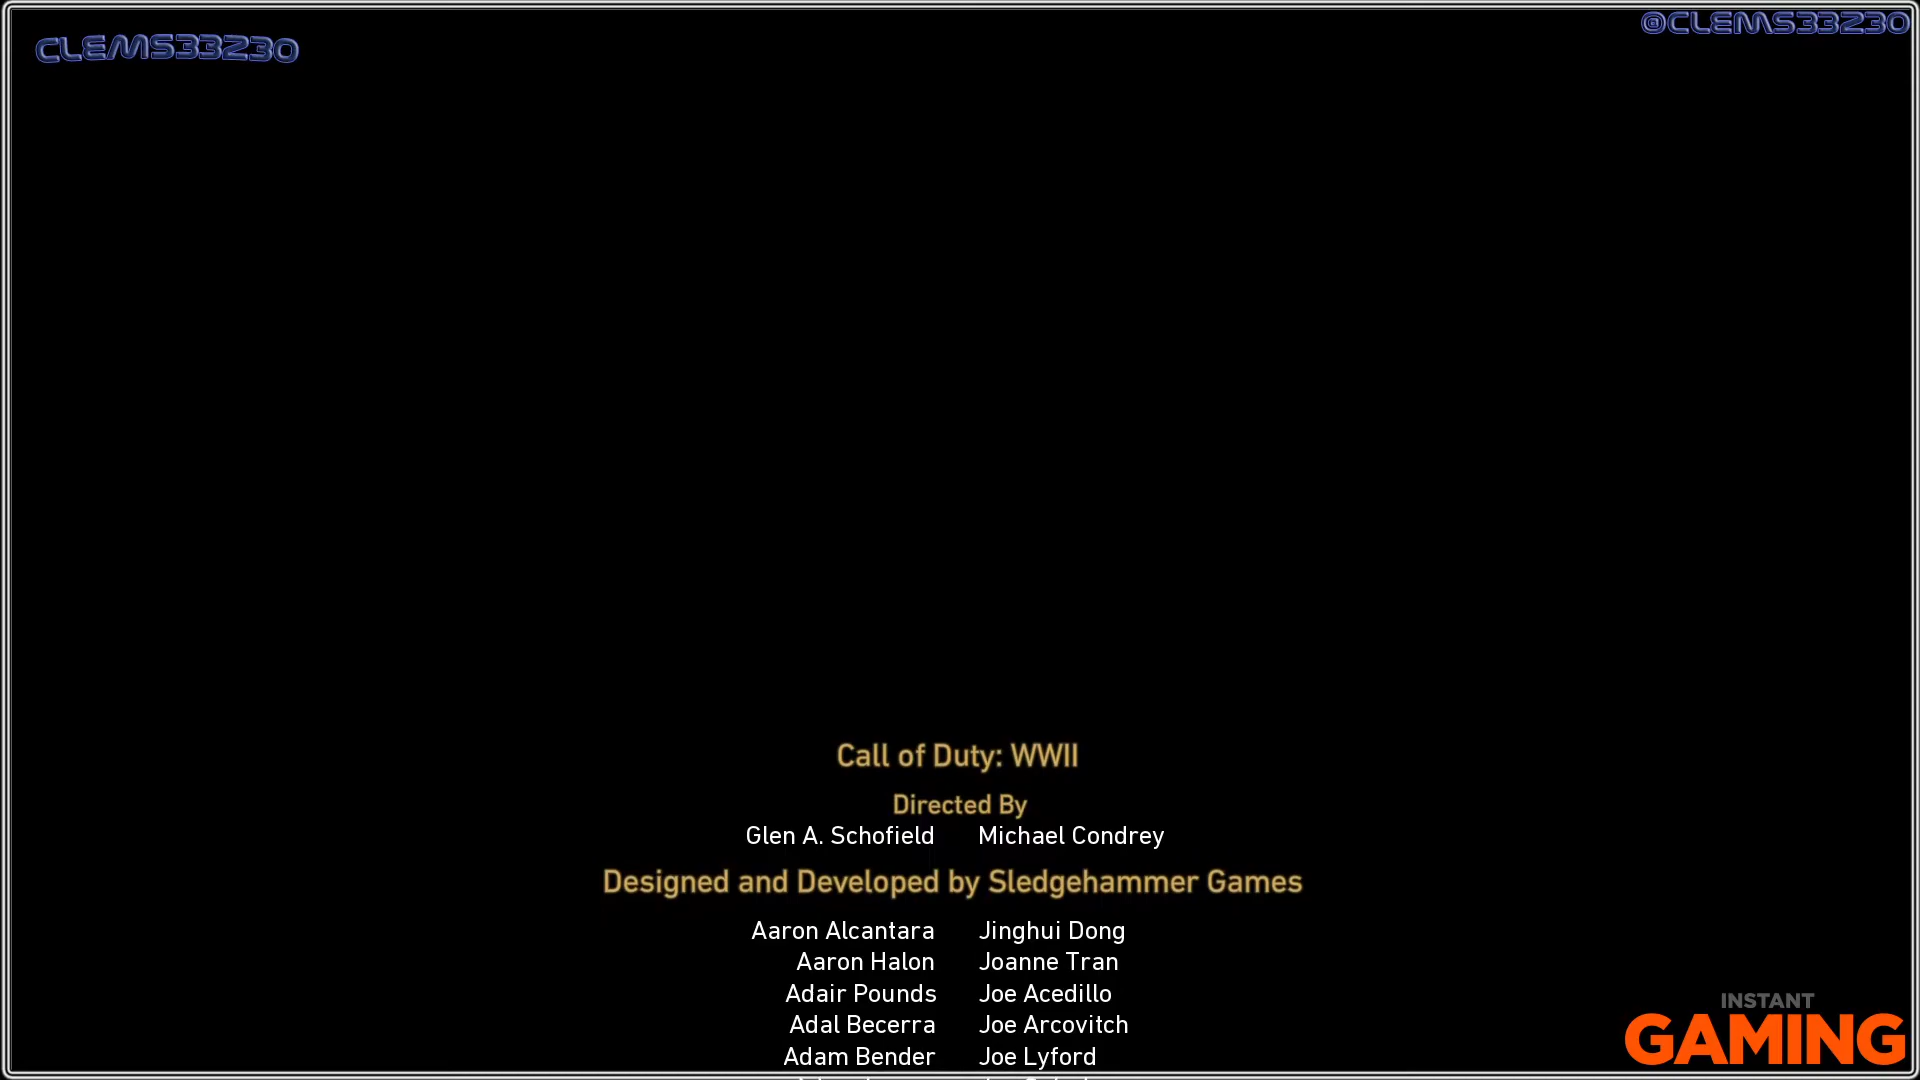 CLEMS33230
@CLEMS33230
Call of Duty: WWII
Directed By
Glen A. Schofield Michael Condrey
Designed and Developed by Sledgehammer Games
Aaron Alcantara Jinghui Dong
Aaron Halon Joanne Tran
Adair Pounds Joe Acedillo
Adal Becerra Joe Arcovitch
Adam Bender Joe Lyford
INSTANT
GAMING